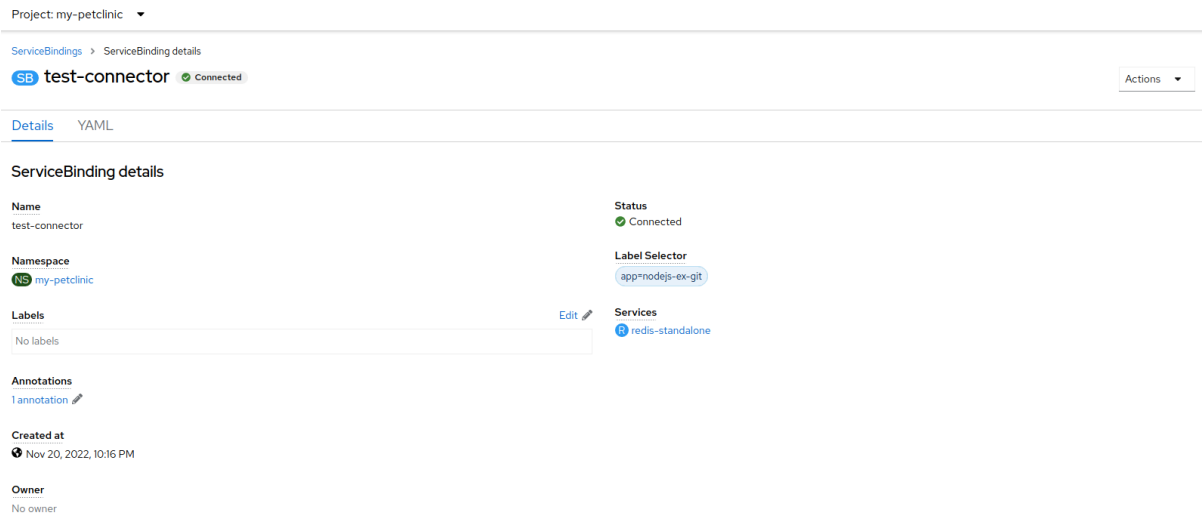 Project: my-petclinic
ServiceBindings > ServiceBinding details
SB test-connector Connected
Actions
Details YAML
ServiceBinding details
Name
test-connector
Namespace
NS my-petclinic
Labels
Edit
No labels
Annotations
1 annotation
Created at
Nov 20, 2022, 10:16 PM
Owner
No owner
Status
Connected
Label Selector
app=nodejs-ex-git
Services
R redis-standalone